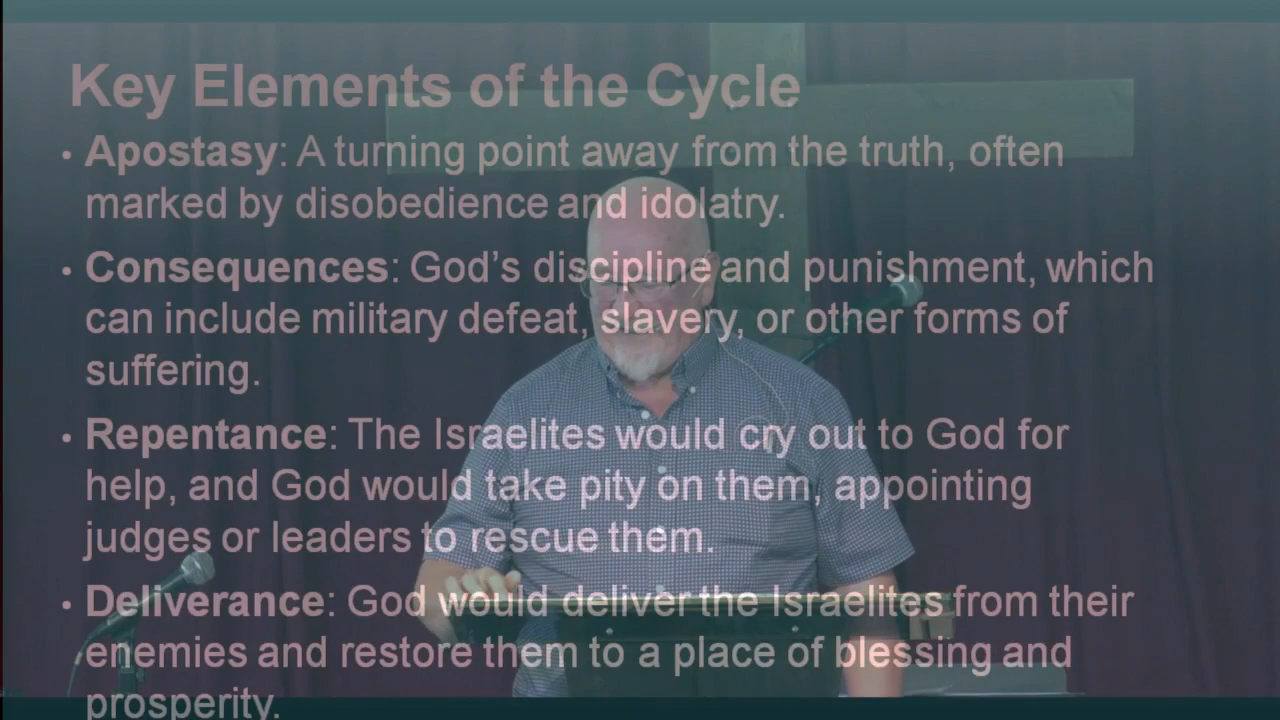 Key Elements of the Cycle
• Apostasy: A turning point away from the truth, often
marked by disobedience and idolatry.
• Consequences: God’s discipline and punishment, which
can include military defeat, slavery, or other forms of
suffering.
• Repentance: The Israelites would cry out to God for
help, and God would take pity on them, appointing
judges or leaders to rescue them.
• Deliverance: God would deliver the Israelites from their
enemies and restore them to a place of blessing and
prosperity.